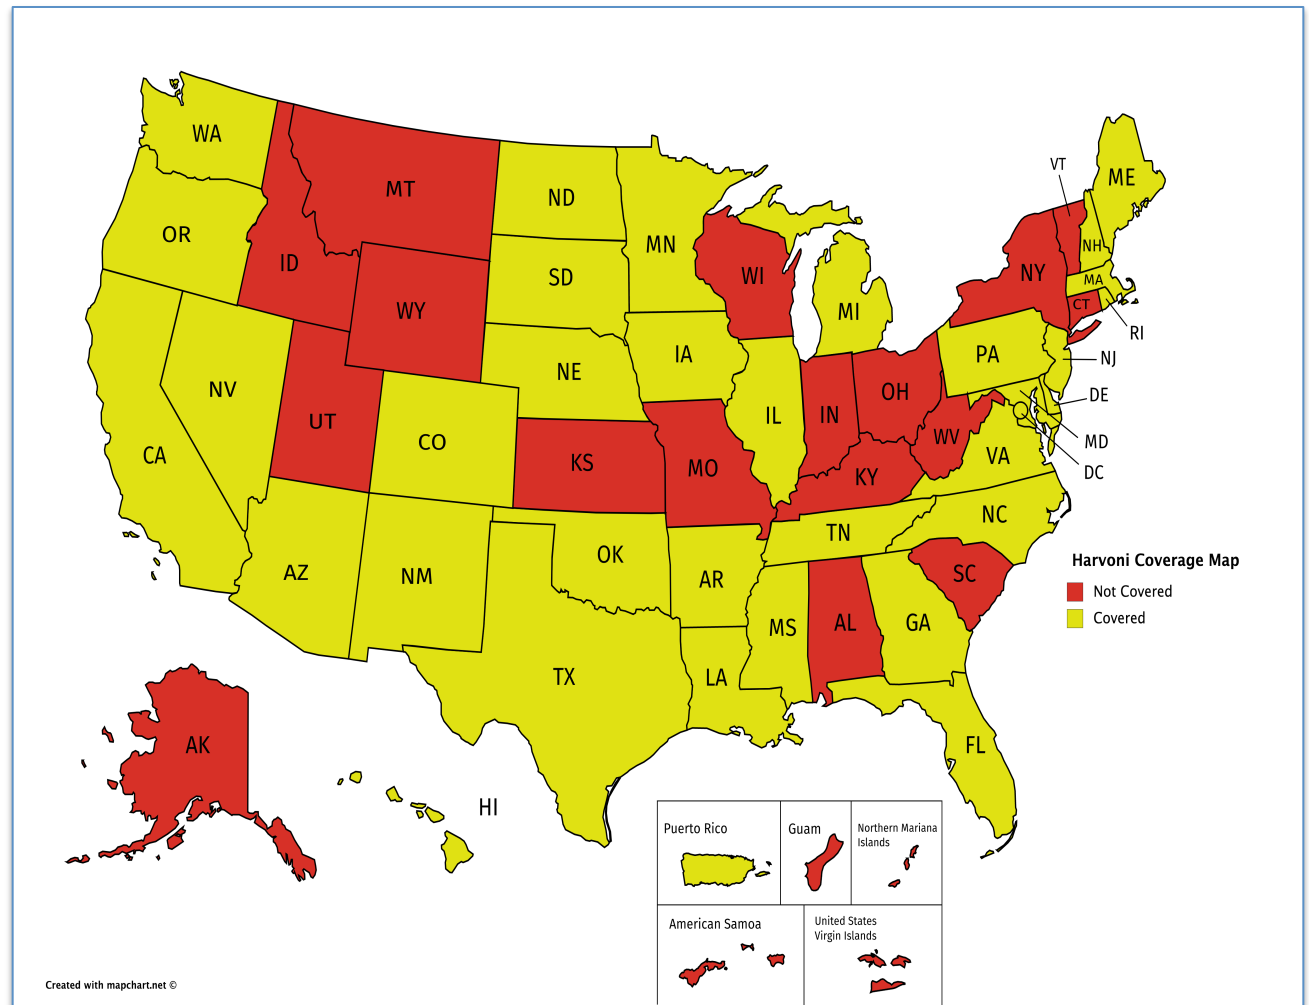 WA
VT
ME
MT
ND
OR
MN
NH
ID
WI
NY
SD
MA
CT
WY
MI
RI
IA
PA
NJ
NE
NV
OH
DE
UT
IL
IN
CO
WV
MD
CA
KS
MO
VA
DC
KY
NC
TN
OK
Harvoni Coverage Map
AZ
NM
AR
SC
Not Covered
Covered
MS
AL
GA
TX
LA
AK
FL
HI
Puerto Rico
Guam
Northern Mariana
Islands
American Samoa
United States
Virgin Islands
Created with mapchart.net ©